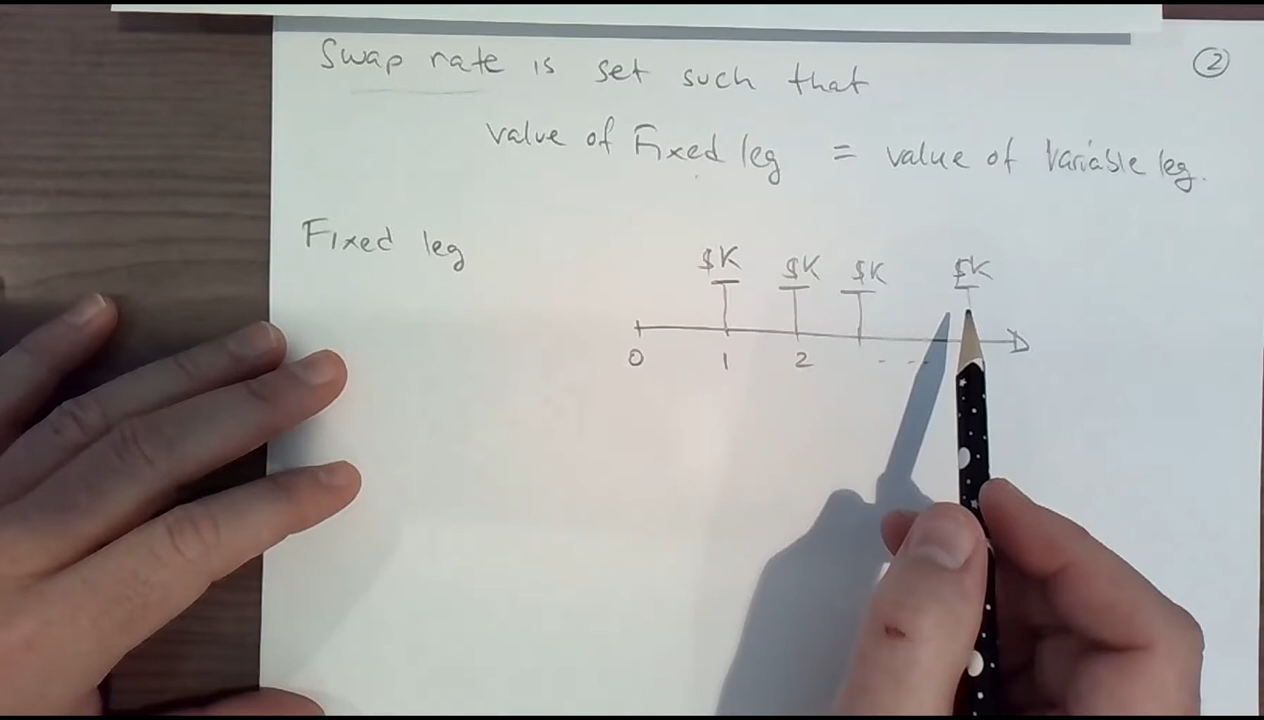 ②
Swap rate is set such that
value of Fixed leg = value of Variable leg.
Fixed leg
$K $K $K $K
0 1 2 - - -